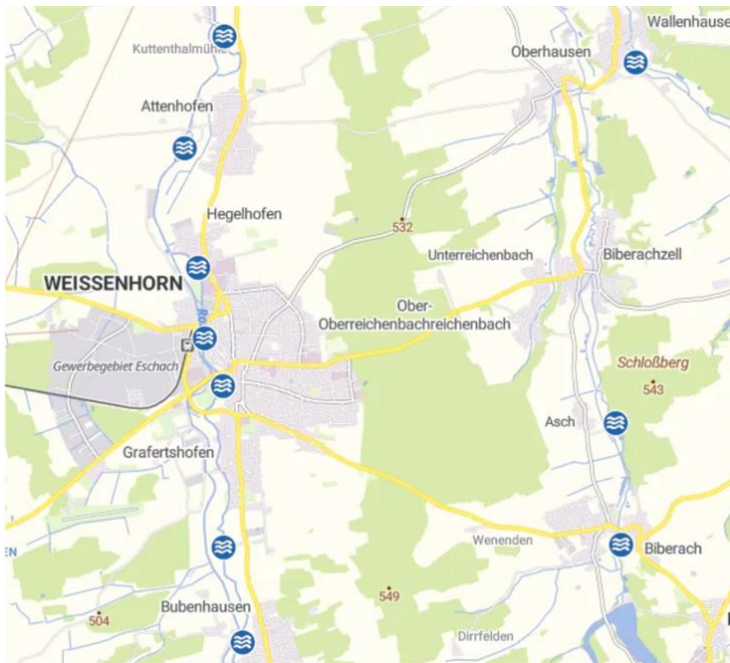 Wallenhause
Kuttenthalmühle
Oberhausen
Attenhofen
Hegelhofen
532
Unterreichenbach
Biberachzell
WEISSENHORN
Ober-
Oberreichenbachreichenbach
Ro
Gewerbegebiet Eschach
Schloßberg
543
Asch
Grafertshofen
Wenenden
Biberach
EN
549
Bubenhausen
504
Dirrfelden